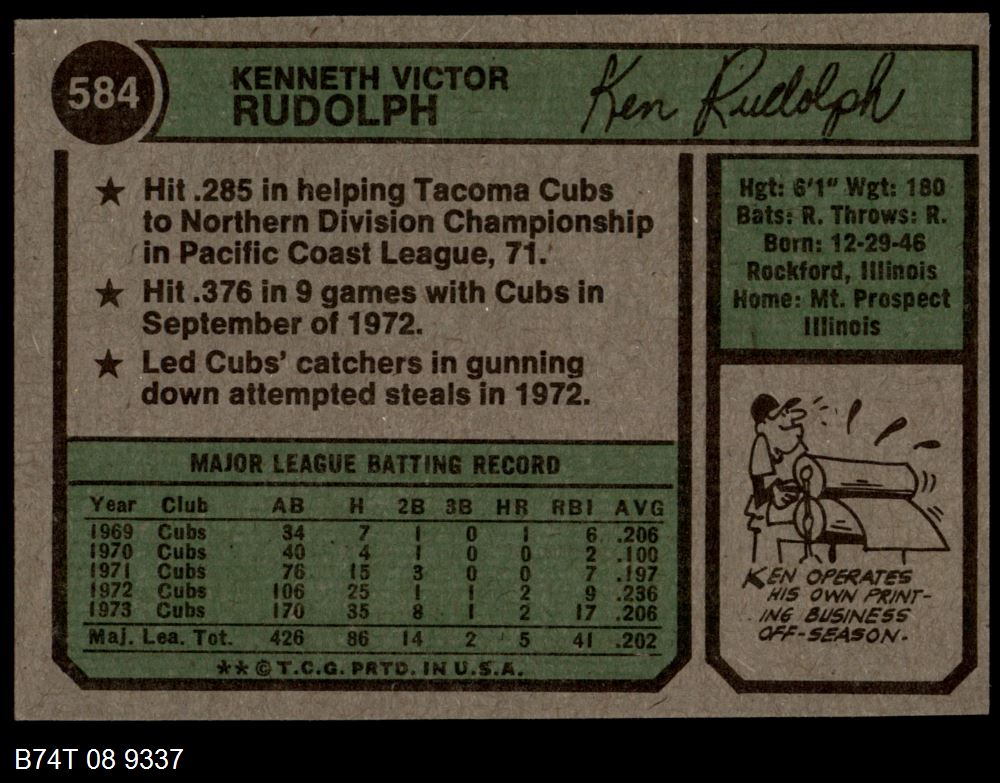 584
KENNETH VICTOR
RUDOLPH
Ken Rudolph
★ Hit .285 in helping Tacoma Cubs
to Northern Division Championship
in Pacific Coast League, 71.
★ Hit .376 in 9 games with Cubs in
September of 1972.
★ Led Cubs' catchers in gunning
down attempted steals in 1972.
Hgt: 6'1" Wgt: 180
Bats: R. Throws: R.
Born: 12-29-46
Rockford, Illinois
Home: Mt. Prospect
Illinois
MAJOR LEAGUE BATTING RECORD
Year Club AB H 2B 3B HR RBI AVG
1969 Cubs 34 7 1 0 1 6 .206
1970 Cubs 40 4 1 0 0 2 .100
1971 Cubs 76 15 3 0 0 7 .197
1972 Cubs 106 25 1 1 2 9 .236
1973 Cubs 170 35 8 1 2 17 .206
Maj. Lea. Tot. 426 86 14 2 5 41 .202
** © T.C.G. PRTD. IN U.S.A.
KEN OPERATES
HIS OWN PRINT-
ING BUSINESS
OFF-SEASON.
B74T 08 9337